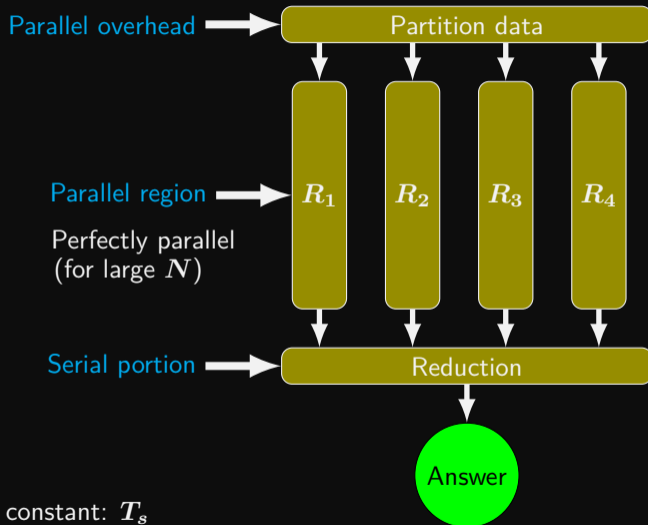 Parallel overhead
Partition data
Parallel region
R₁ R₂ R₃ R₄
Perfectly parallel
(for large N)
Serial portion
Reduction
Answer
constant: Tₛ